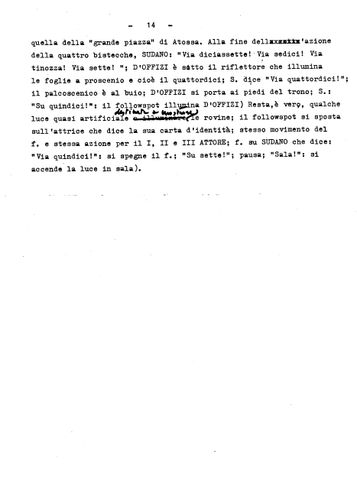 - 14 -
quella della "grande piazza" di Atossa. Alla fine dell'azione
della quattro bistecche, SUDANO: "Via diciassette! Via sedici! Via
tinozza! Via sette! "; D'OFFIZI è satto il riflettore che illumina
le foglie a proscenio e cioè il quattordici; S. dice "Via quattordici!";
il palcoscenico è al buio; D'OFFIZI si porta ai piedi del trono; S.:
"Su quindici!": il followspot illumina D'OFFIZI) Resta, è vero, qualche
destinata a mostrare
luce quasi artificiale le rovine; il followspot si sposta
sull'attrice che dice la sua carta d'identità; stesso movimento del
f. e stessa azione per il I, II e III ATTORE; f. su SUDANO che dice:
"Via quindici!": si spegne il f.; "Su sette!"; pausa; "Sala!": si
accende la luce in sala).